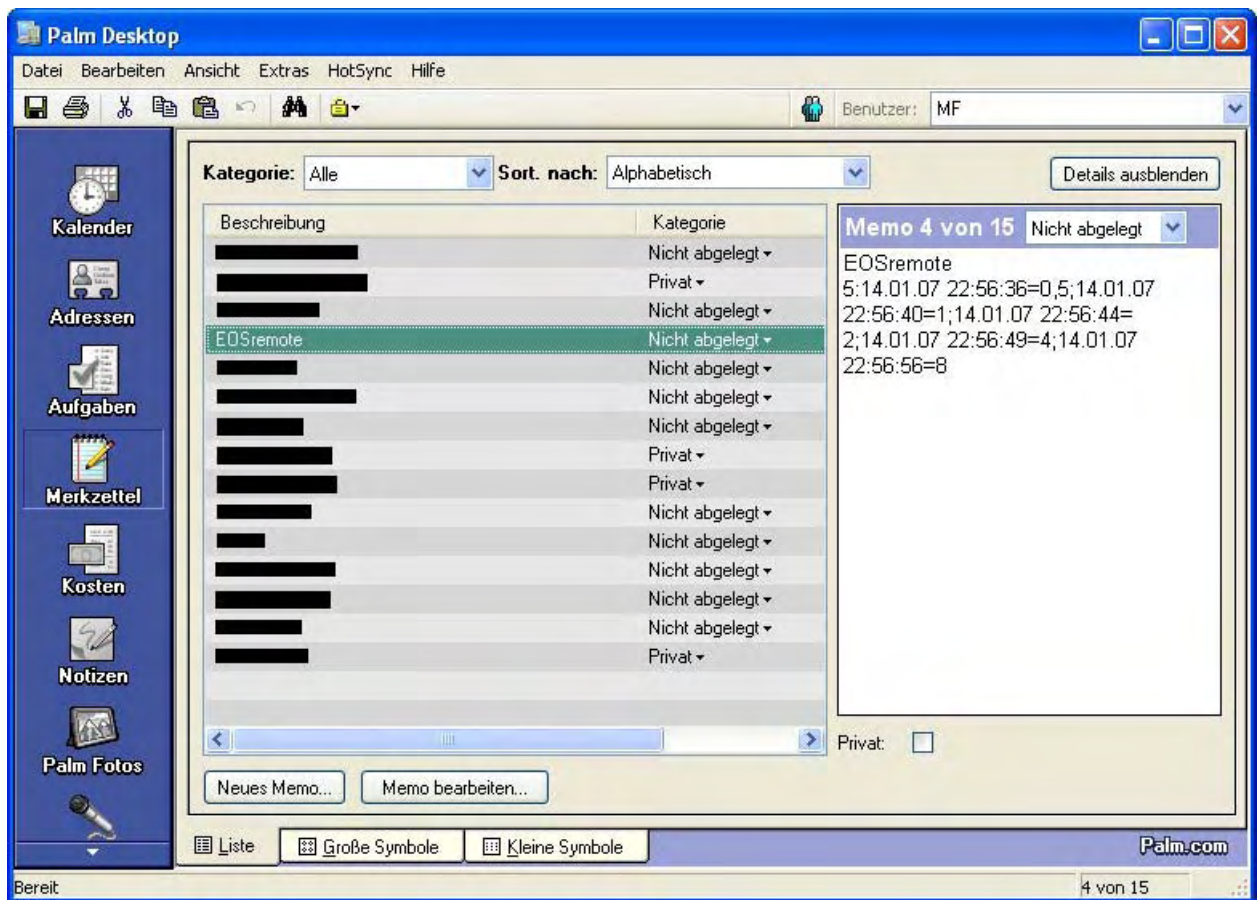 Palm Desktop
Datei Bearbeiten Ansicht Extras HotSync Hilfe
Benutzer: MF
Kalender
Adressen
Aufgaben
Merkzettel
Kosten
Notizen
Palm Fotos
Kategorie: Alle Sort. nach: Alphabetisch Details ausblenden
Beschreibung Kategorie
Nicht abgelegt
Privat
Nicht abgelegt
EOSremote Nicht abgelegt
Nicht abgelegt
Nicht abgelegt
Nicht abgelegt
Privat
Privat
Nicht abgelegt
Nicht abgelegt
Nicht abgelegt
Nicht abgelegt
Nicht abgelegt
Privat
Memo 4 von 15 Nicht abgelegt
EOSremote
5:14.01.07 22:56:36=0,5;14.01.07
22:56:40=1;14.01.07 22:56:44=
2;14.01.07 22:56:49=4;14.01.07
22:56:56=8
Privat:
Neues Memo... Memo bearbeiten...
Liste Große Symbole Kleine Symbole
Palm.com
Bereit 4 von 15